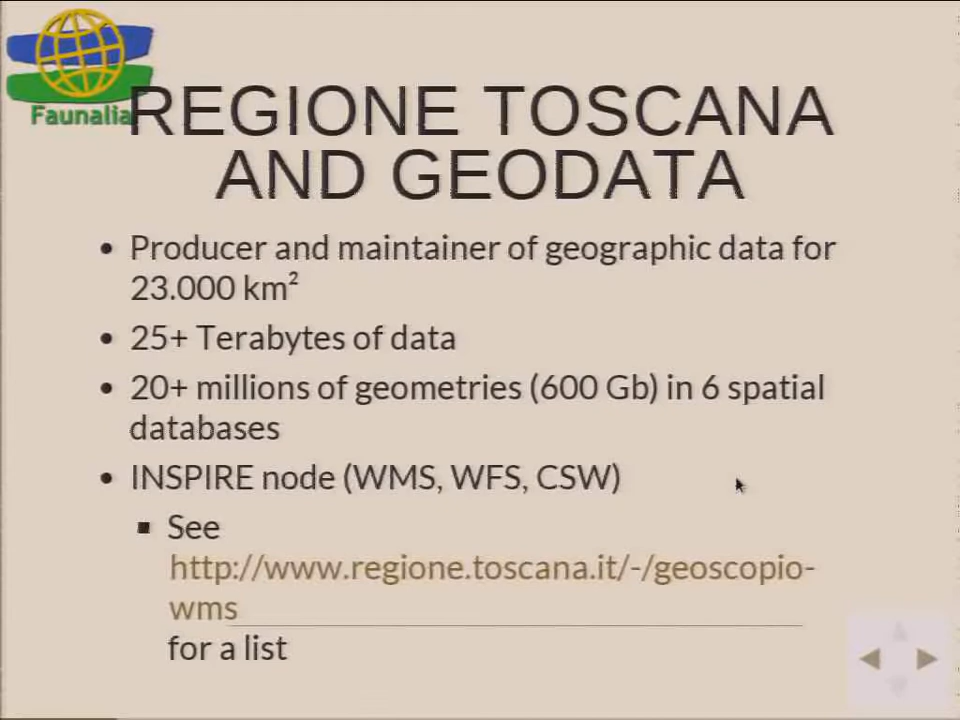 Faunalia
REGIONE TOSCANA
AND GEODATA
• Producer and maintainer of geographic data for
23.000 km²
• 25+ Terabytes of data
• 20+ millions of geometries (600 Gb) in 6 spatial
databases
• INSPIRE node (WMS, WFS, CSW)
▪ See
http://www.regione.toscana.it/-/geoscopio-
wms
for a list